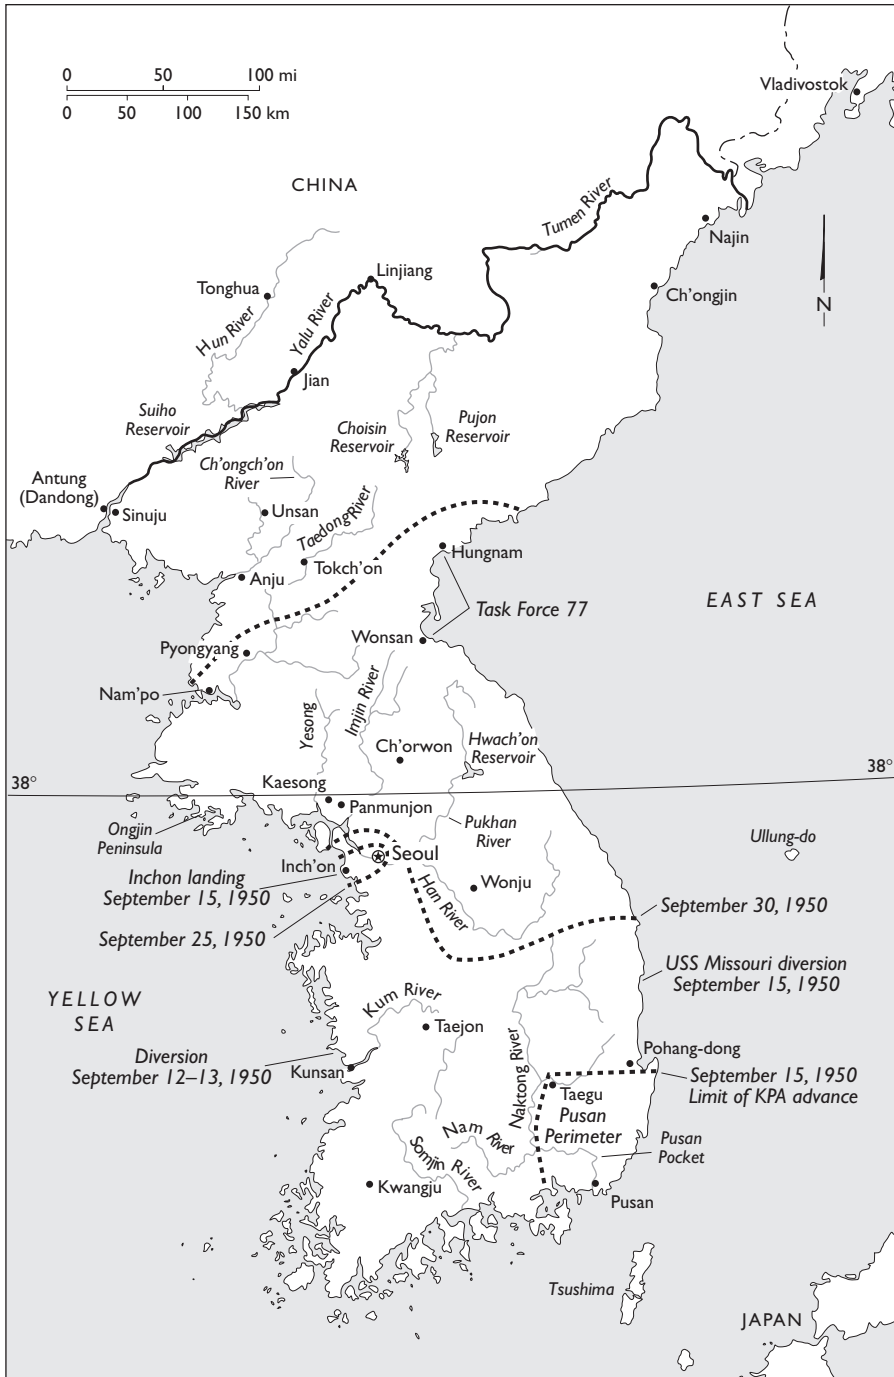 0 50 100 mi
0 50 100 150 km
Vladivostok
CHINA
Tumen River
Najin
Linjiang
Tonghua
Ch'ongjin
Hun River
Yalu River
N
Jian
Suiho
Reservoir
Choisin
Reservoir
Pujon
Reservoir
Ch'ongch'on
River
Antung
(Dandong)
Sinuju
Unsan
Taedong River
Hungnam
Tokch'on
Anju
EAST SEA
Task Force 77
Wonsan
Pyongyang
Nam'po
Imjin River
Yesong
Ch'orwon
Hwach'on
Reservoir
38°
38°
Kaesong
Panmunjon
Ongjin
Peninsula
Pukhan
River
Ullung-do
Seoul
Inch'on
Inchon landing
September 15, 1950
Han River
Wonju
September 30, 1950
September 25, 1950
USS Missouri diversion
September 15, 1950
YELLOW
SEA
Kum River
Taejon
Naktong River
Diversion
September 12–13, 1950
Kunsan
Pohang-dong
September 15, 1950
Limit of KPA advance
Taegu
Pusan
Perimeter
Nam River
Somjin River
Pusan
Pocket
Kwangju
Pusan
Tsushima
JAPAN